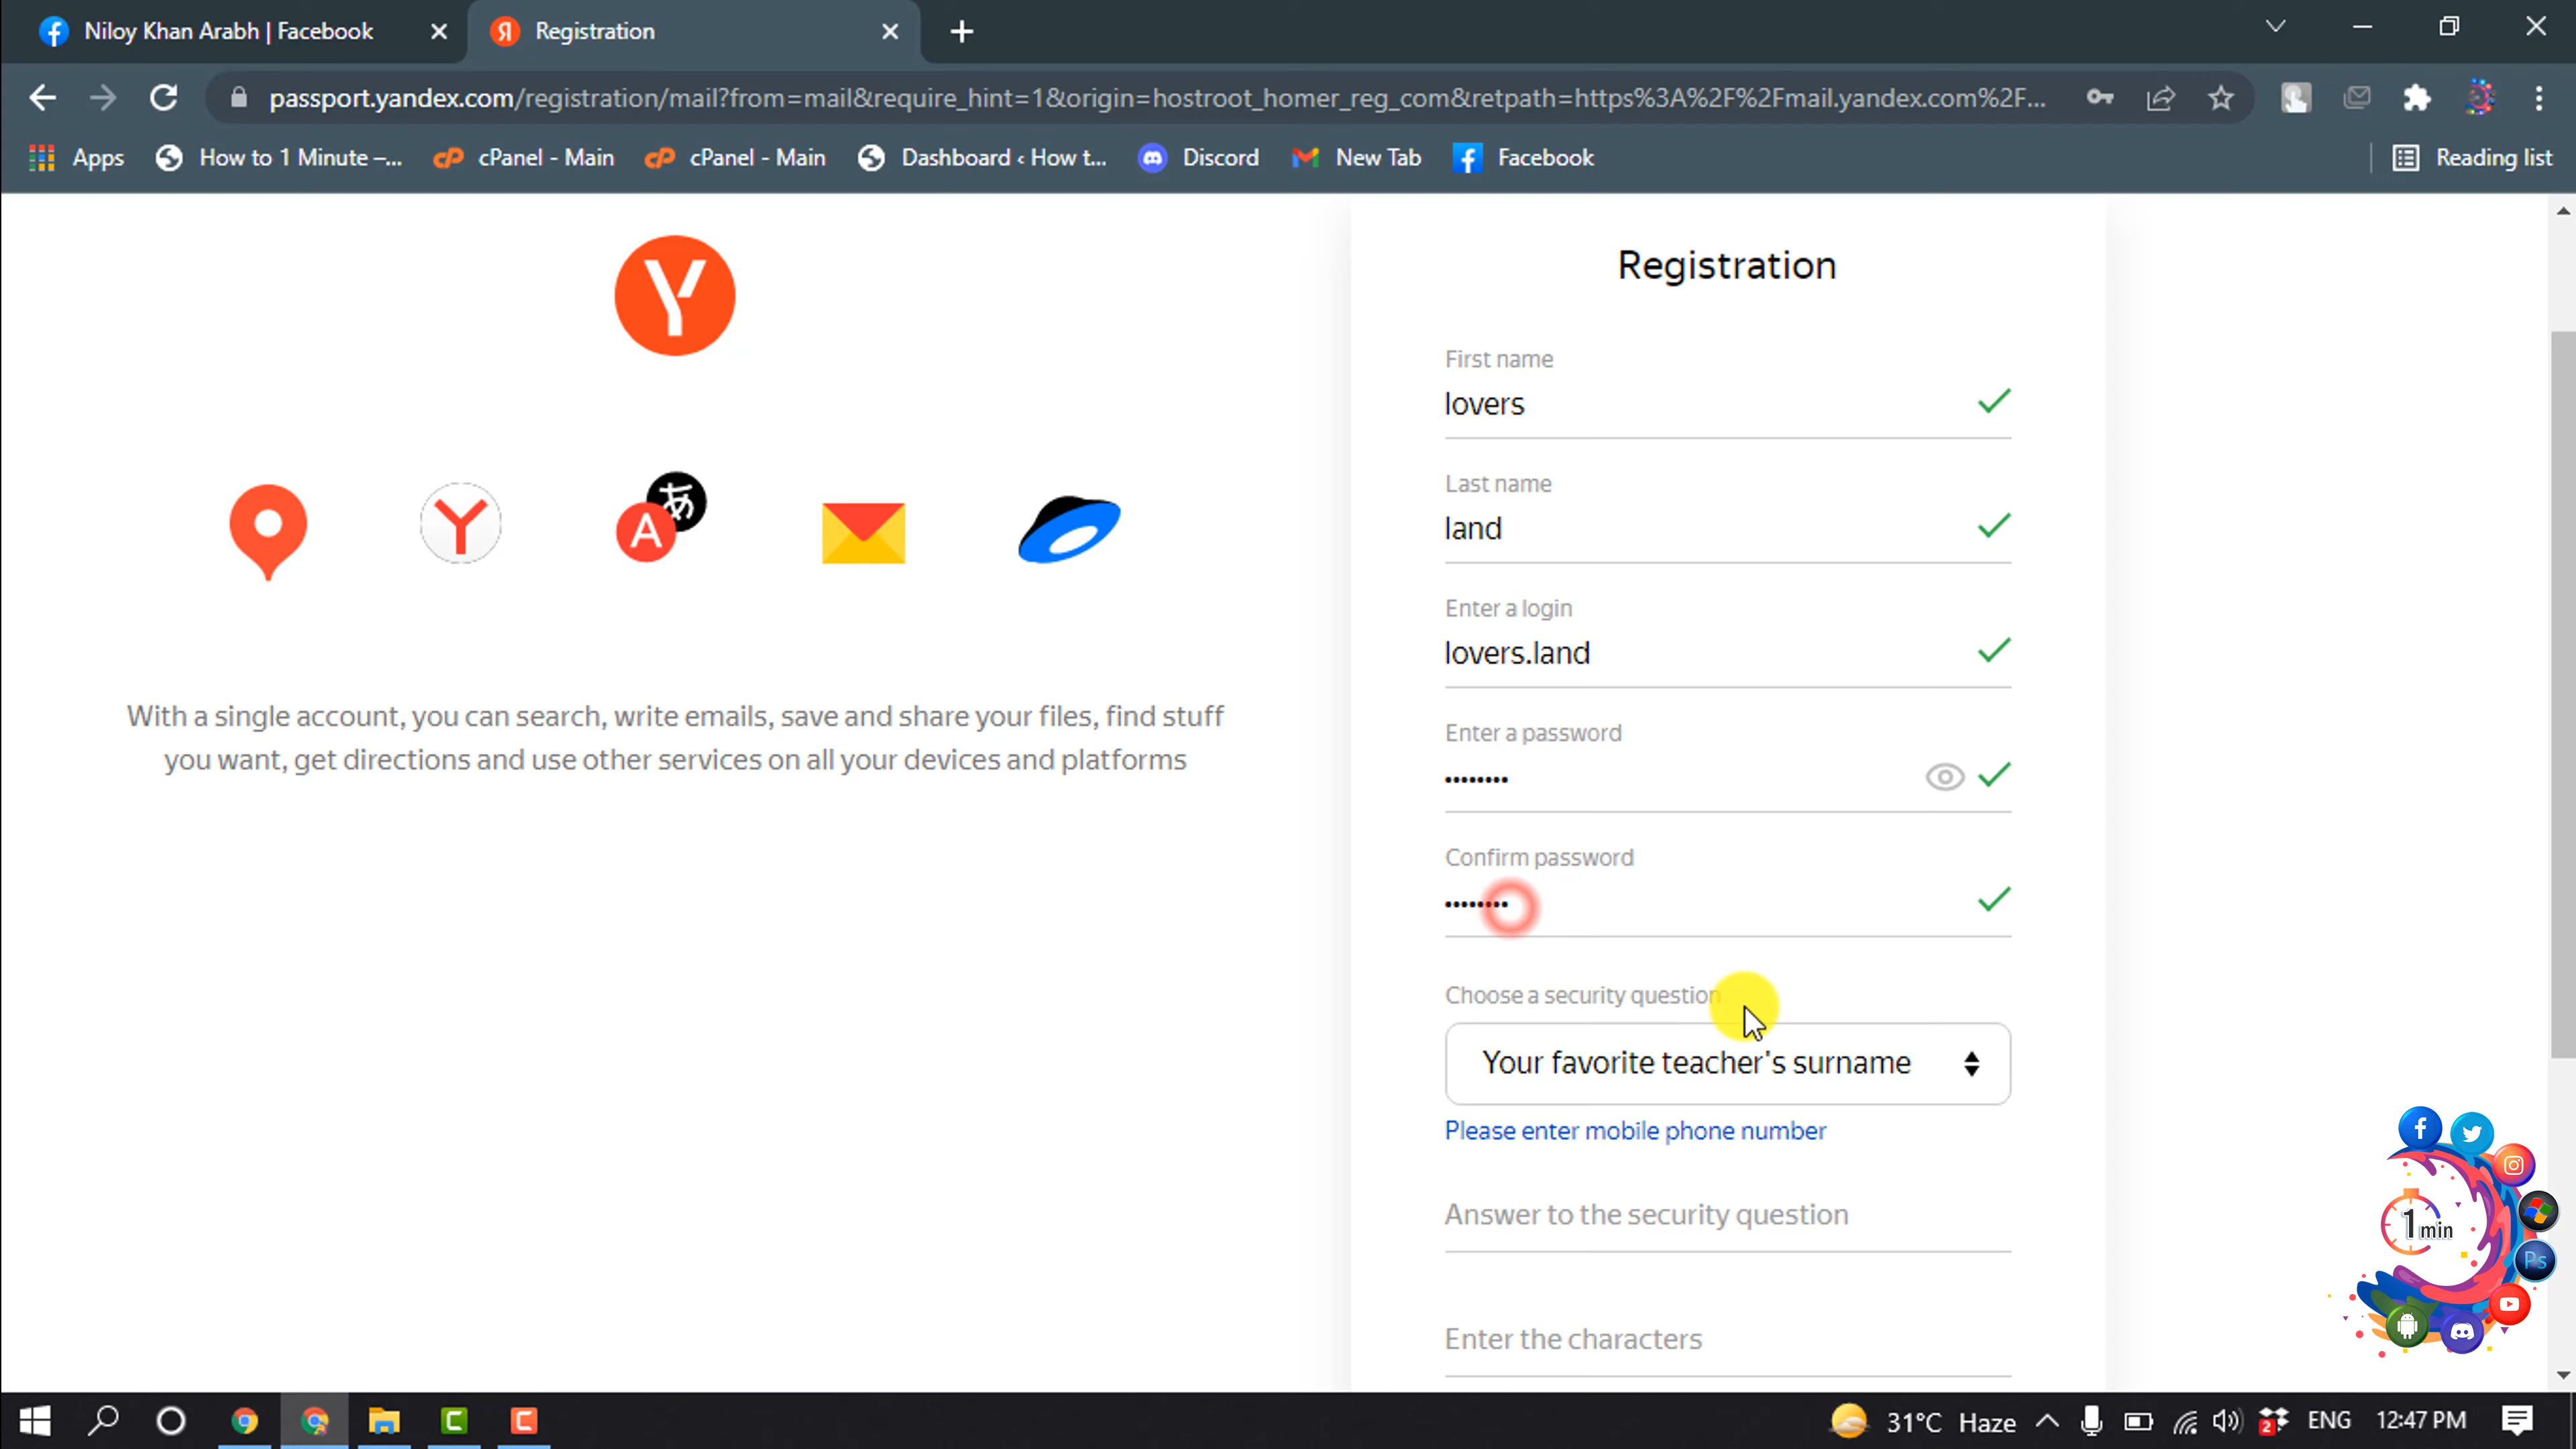 Niloy Khan Arabh | Facebook
Я Registration
passport.yandex.com/registration/mail?from=mail&require_hint=1&origin=hostroot_homer_reg_com&retpath=https%3A%2F%2Fmail.yandex.com%2F...
Apps How to 1 Minute –... cPanel - Main cPanel - Main Dashboard ‹ How t... Discord New Tab Facebook Reading list
Registration
First name
lovers
Last name
land
Enter a login
lovers.land
With a single account, you can search, write emails, save and share your files, find stuff
you want, get directions and use other services on all your devices and platforms
Enter a password
••••••••
Confirm password
••••••••
Choose a security question
Your favorite teacher's surname
Please enter mobile phone number
Answer to the security question
Enter the characters
1 min
Ps
31°C Haze 2 ENG 12:47 PM